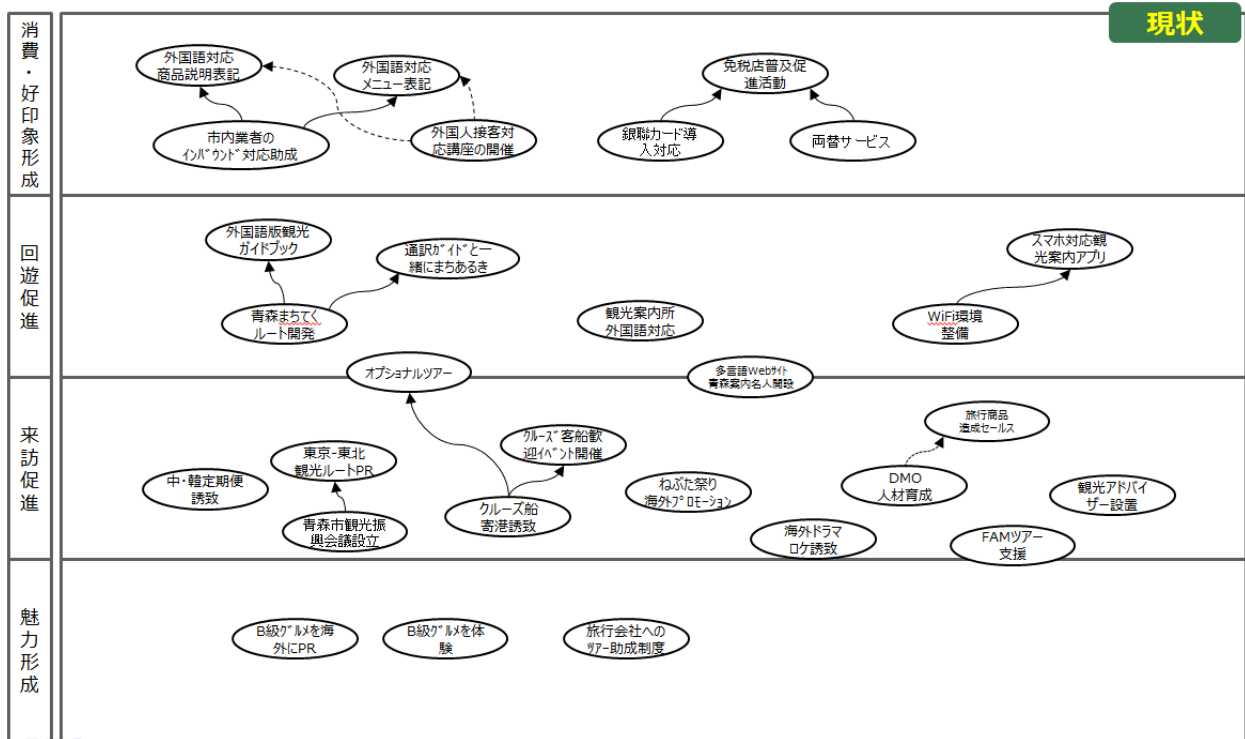 現状
消費・好印象形成
外国語対応
商品説明表記
外国語対応
メニュー表記
免税店普及促
進活動
市内業者の
ｲﾝﾊﾞｳﾝﾄﾞ対応助成
外国人接客対
応講座の開催
銀聯カード導
入対応
両替サービス
回遊促進
外国語版観光
ガイドブック
通訳ｶﾞｲﾄﾞと一
緒にまちあるき
スマホ対応観
光案内アプリ
青森まちてく
ルート開発
観光案内所
外国語対応
WiFi環境
整備
オプショナルツアー
多言語Webｻｲﾄ
青森案内名人開設
来訪促進
旅行商品
造成セールス
ｸﾙｰｽﾞ客船歓
迎ｲﾍﾞﾝﾄ開催
東京-東北
観光ルートPR
中・韓定期便
誘致
ねぶた祭り
海外ﾌﾟﾛﾓｰｼｮﾝ
DMO
人材育成
観光アドバイ
ザー設置
クルーズ船
寄港誘致
青森市観光振
興会議設立
海外ドラマ
ロケ誘致
FAMツアー
支援
魅力形成
B級ｸﾞﾙﾒを海
外にPR
B級ｸﾞﾙﾒを体
験
旅行会社への
ﾂｱｰ助成制度